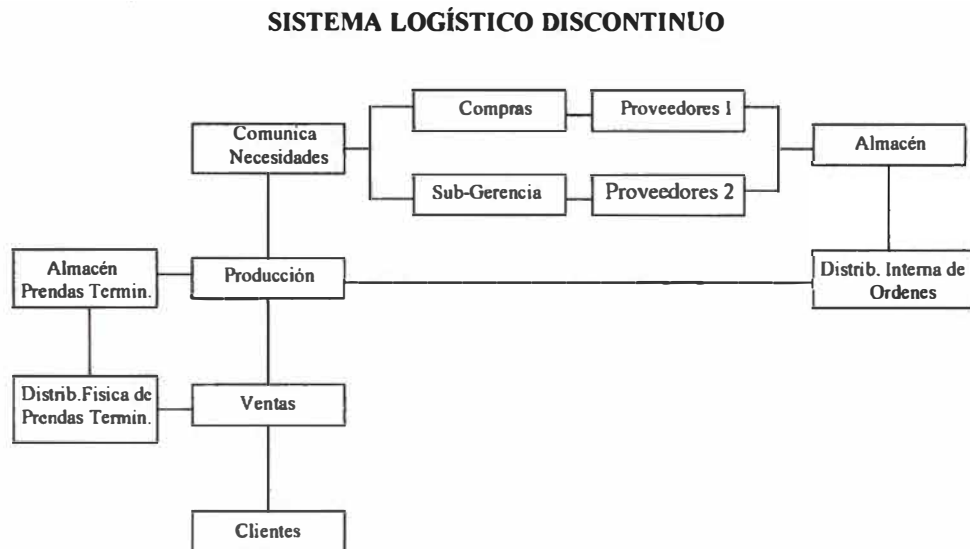 SISTEMA LOGÍSTICO DISCONTINUO
Compras
Proveedores 1
Comunica
Necesidades
Almacén
Sub-Gerencia
Proveedores 2
Almacén
Prendas Termin.
Producción
Distrib. Interna de
Ordenes
Distrib.Fisica de
Prendas Termin.
Ventas
Clientes